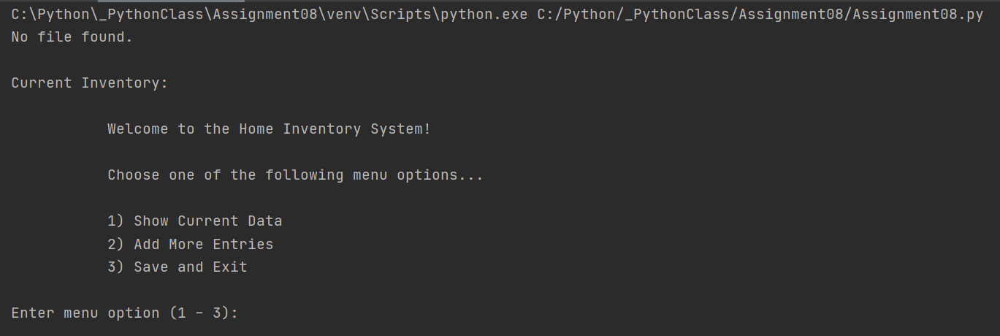 C:\Python\_PythonClass\Assignment08\venv\Scripts\python.exe C:/Python/_PythonClass/Assignment08/Assignment08.py
No file found.
Current Inventory:
Welcome to the Home Inventory System!
Choose one of the following menu options...
1) Show Current Data
2) Add More Entries
3) Save and Exit
Enter menu option (1 - 3):